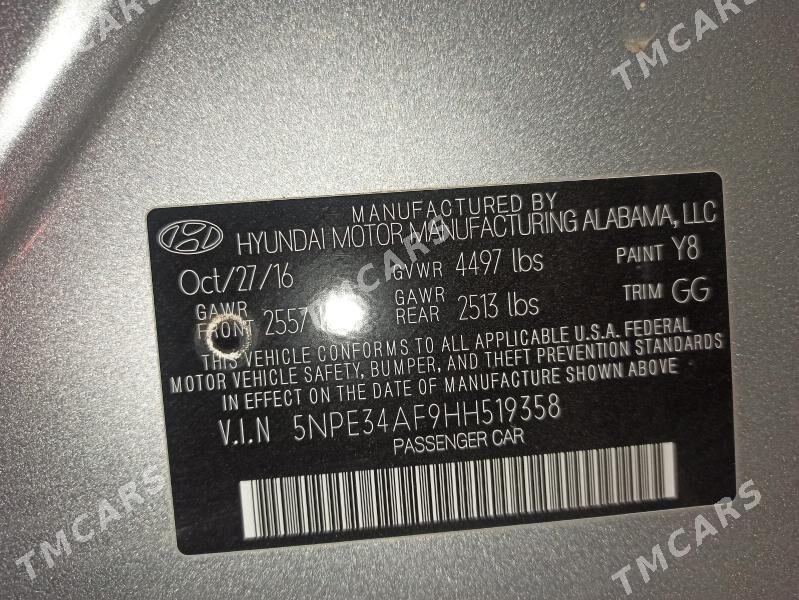 TMCARS
TMCARS
TMCARS
MANUFACTURED BY
HYUNDAI MOTOR MANUFACTURING ALABAMA, LLC
Oct/27/16 GVWR 4497 lbs PAINT Y8
GAWR FRONT 2557 GAWR REAR 2513 lbs TRIM GG
THIS VEHICLE CONFORMS TO ALL APPLICABLE U.S.A. FEDERAL
MOTOR VEHICLE SAFETY, BUMPER, AND THEFT PREVENTION STANDARDS
IN EFFECT ON THE DATE OF MANUFACTURE SHOWN ABOVE
V.I.N 5NPE34AF9HH519358
PASSENGER CAR
TMCARS
TMCARS